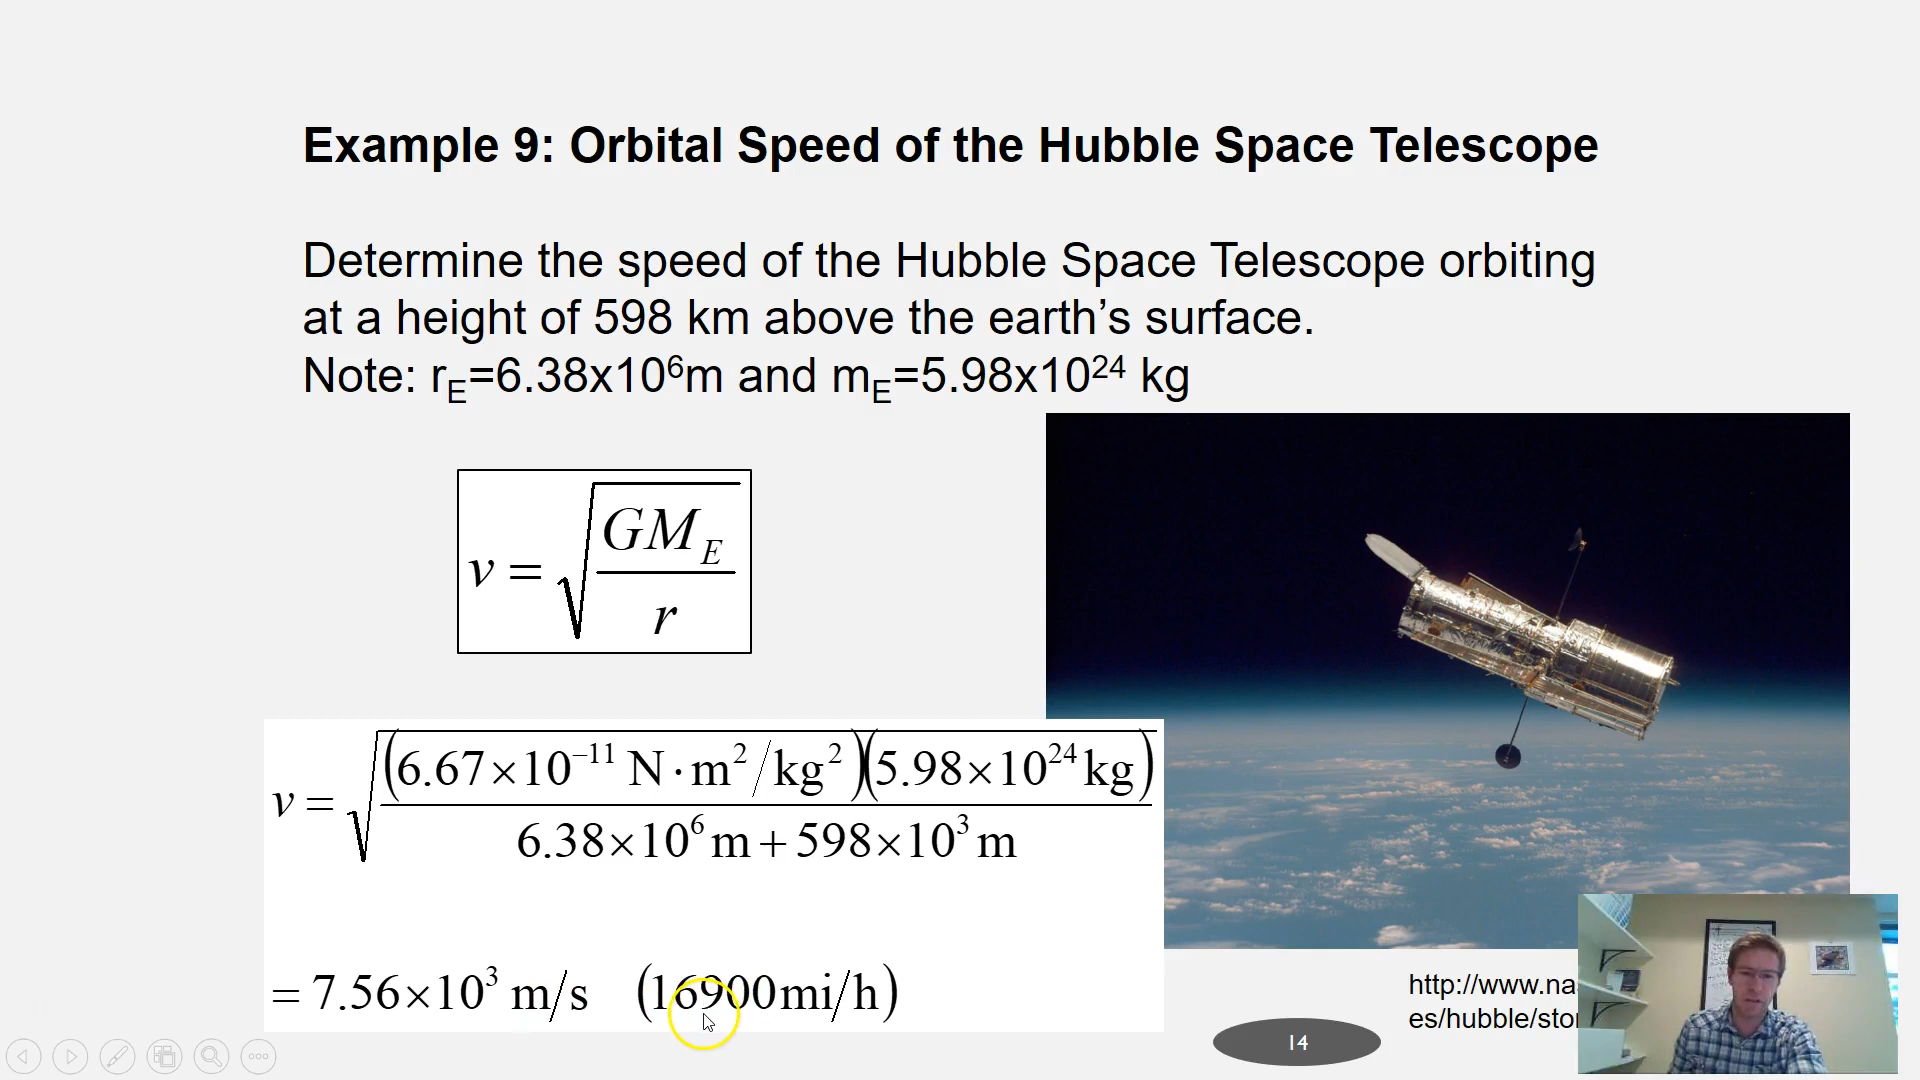 Example 9: Orbital Speed of the Hubble Space Telescope
Determine the speed of the Hubble Space Telescope orbiting
at a height of 598 km above the earth’s surface.
Note: r_E=6.38x10⁶m and m_E=5.98x10²⁴ kg
v = √(GM_E / r)
v = √((6.67×10⁻¹¹ N·m²/kg²)(5.98×10²⁴ kg) / (6.38×10⁶ m + 598×10³ m))
= 7.56×10³ m/s (16900mi/h)
http://www.na
es/hubble/sto
14